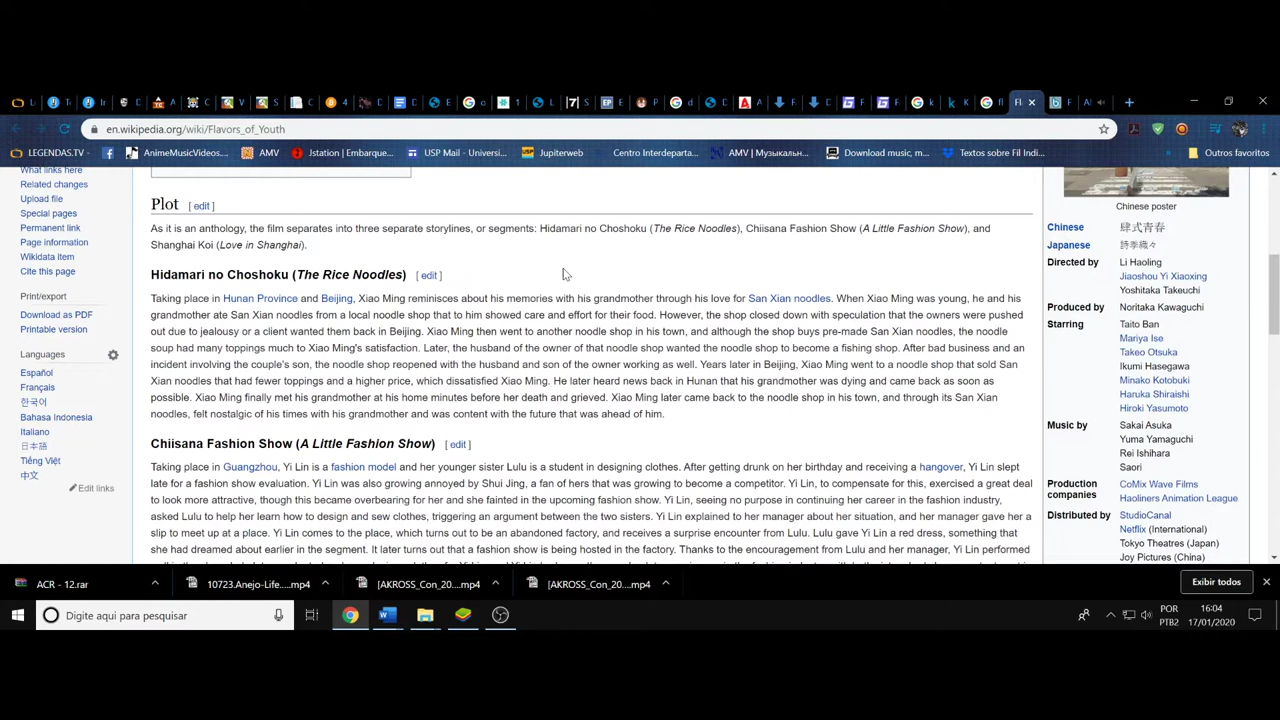 L
T
Ir
D
A
C
V
S
C
4
D
D
E
o
1
L
S
E
P
d
D
A
F
D
F
F
k
K
fl
Fl
F
A
en.wikipedia.org/wiki/Flavors_of_Youth
LEGENDAS.TV
AnimeMusicVideos...
AMV
Jstation | Embarque...
USP Mail - Universi...
Jupiterweb
Centro Interdeparta...
AMV | Музыкальн...
Download music, m...
Textos sobre Fil Indi...
Outros favoritos
What links here
Related changes
Upload file
Special pages
Permanent link
Page information
Wikidata item
Cite this page
Print/export
Download as PDF
Printable version
Languages
Español
Français
한국어
Bahasa Indonesia
Italiano
日本語
Tiếng Việt
中文
Edit links
Plot [ edit ]
As it is an anthology, the film separates into three separate storylines, or segments: Hidamari no Choshoku (The Rice Noodles), Chiisana Fashion Show (A Little Fashion Show), and
Shanghai Koi (Love in Shanghai).
Hidamari no Choshoku (The Rice Noodles) [ edit ]
Taking place in Hunan Province and Beijing, Xiao Ming reminisces about his memories with his grandmother through his love for San Xian noodles. When Xiao Ming was young, he and his
grandmother ate San Xian noodles from a local noodle shop that to him showed care and effort for their food. However, the shop closed down with speculation that the owners were pushed
out due to jealousy or a client wanted them back in Beijing. Xiao Ming then went to another noodle shop in his town, and although the shop buys pre-made San Xian noodles, the noodle
soup had many toppings much to Xiao Ming's satisfaction. Later, the husband of the owner of that noodle shop wanted the noodle shop to become a fishing shop. After bad business and an
incident involving the couple's son, the noodle shop reopened with the husband and son of the owner working as well. Years later in Beijing, Xiao Ming went to a noodle shop that sold San
Xian noodles that had fewer toppings and a higher price, which dissatisfied Xiao Ming. He later heard news back in Hunan that his grandmother was dying and came back as soon as
possible. Xiao Ming finally met his grandmother at his home minutes before her death and grieved. Xiao Ming later came back to the noodle shop in his town, and through its San Xian
noodles, felt nostalgic of his times with his grandmother and was content with the future that was ahead of him.
Chiisana Fashion Show (A Little Fashion Show) [ edit ]
Taking place in Guangzhou, Yi Lin is a fashion model and her younger sister Lulu is a student in designing clothes. After getting drunk on her birthday and receiving a hangover, Yi Lin slept
late for a fashion show evaluation. Yi Lin was also growing annoyed by Shui Jing, a fan of hers that was growing to become a competitor. Yi Lin, to compensate for this, exercised a great deal
to look more attractive, though this became overbearing for her and she fainted in the upcoming fashion show. Yi Lin, seeing no purpose in continuing her career in the fashion industry,
asked Lulu to help her learn how to design and sew clothes, triggering an argument between the two sisters. Yi Lin explained to her manager about her situation, and her manager gave her a
slip to meet up at a place. Yi Lin comes to the place, which turns out to be an abandoned factory, and receives a surprise encounter from Lulu. Lulu gave Yi Lin a red dress, something that
she had dreamed about earlier in the segment. It later turns out that a fashion show is being hosted in the factory. Thanks to the encouragement from Lulu and her manager, Yi Lin performed
Chinese poster
Chinese 肆式青春
Japanese 詩季織々
Directed by Li Haoling
Jiaoshou Yi Xiaoxing
Yoshitaka Takeuchi
Produced by Noritaka Kawaguchi
Starring Taito Ban
Mariya Ise
Takeo Otsuka
Ikumi Hasegawa
Minako Kotobuki
Haruka Shiraishi
Hiroki Yasumoto
Music by Sakai Asuka
Yuma Yamaguchi
Rei Ishihara
Saori
Production companies CoMix Wave Films
Haoliners Animation League
Distributed by StudioCanal
Netflix (International)
Tokyo Theatres (Japan)
Joy Pictures (China)
ACR - 12.rar
10723.Anejo-Life.....mp4
[AKROSS_Con_20....mp4
[AKROSS_Con_20....mp4
Exibir todos
Digite aqui para pesquisar
POR
PTB2
16:04
17/01/2020